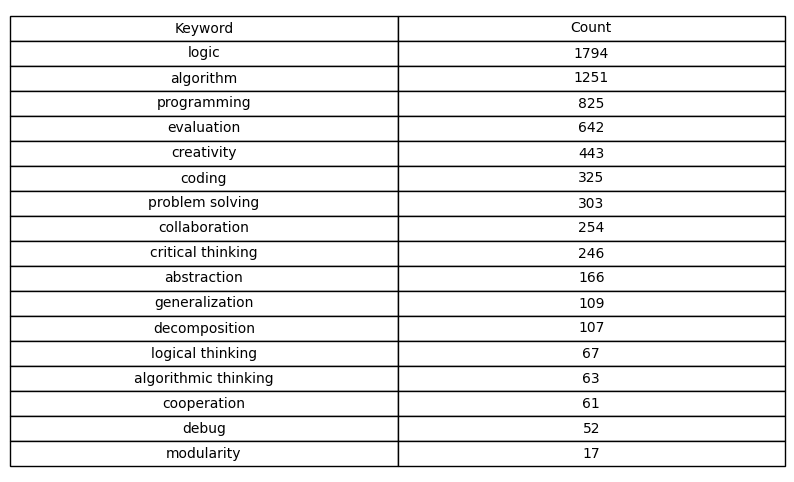 Keyword Count
logic 1794
algorithm 1251
programming 825
evaluation 642
creativity 443
coding 325
problem solving 303
collaboration 254
critical thinking 246
abstraction 166
generalization 109
decomposition 107
logical thinking 67
algorithmic thinking 63
cooperation 61
debug 52
modularity 17